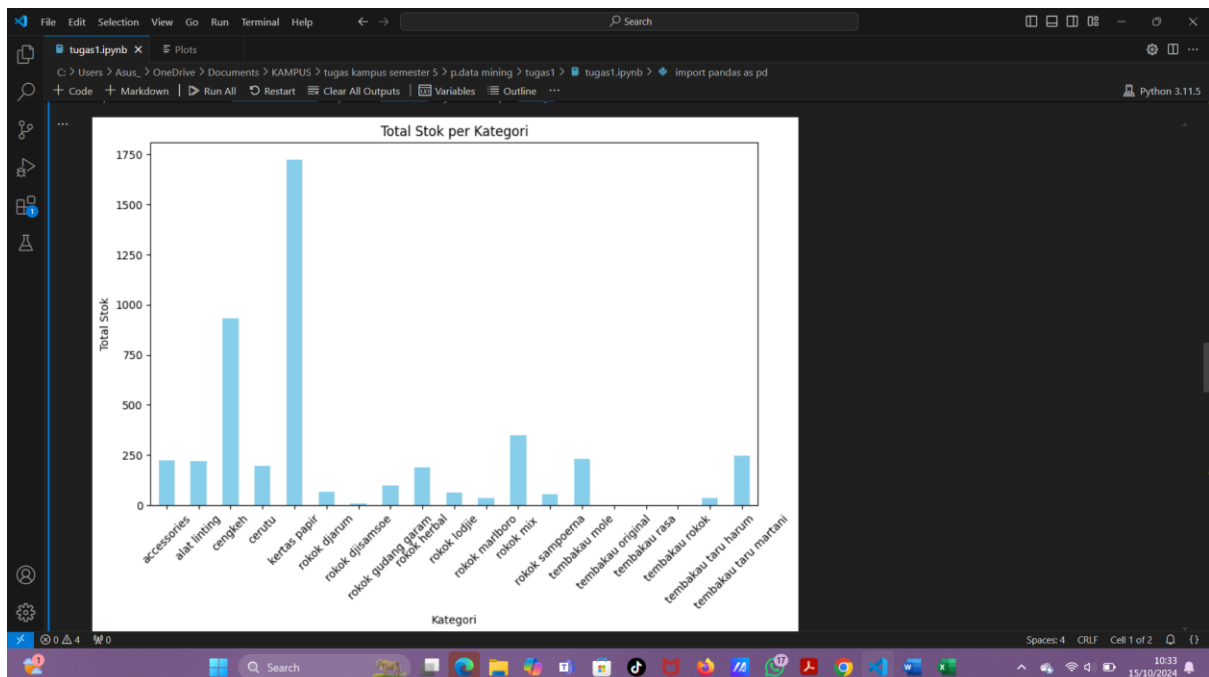 File Edit Selection View Go Run Terminal Help
Search
tugas1.ipynb
Plots
C: > Users > Asus_ > OneDrive > Documents > KAMPUS > tugas kampus semester 5 > p.data mining > tugas1 > tugas1.ipynb > import pandas as pd
+ Code + Markdown Run All Restart Clear All Outputs Variables Outline ...
Python 3.11.5
Total Stok per Kategori
Total Stok
1750
1500
1250
1000
750
500
250
0
accessories
alat linting
cengkeh
cerutu
kertas papir
rokok djarum
rokok djisamsoe
rokok gudang garam
rokok herbal
rokok lodjie
rokok marlboro
rokok mix
rokok sampoerna
tembakau mole
tembakau original
tembakau rasa
tembakau rokok
tembakau taru harum
tembakau taru martani
Kategori
0 4 0
Spaces: 4 CRLF Cell 1 of 2
Search
10:33
15/10/2024